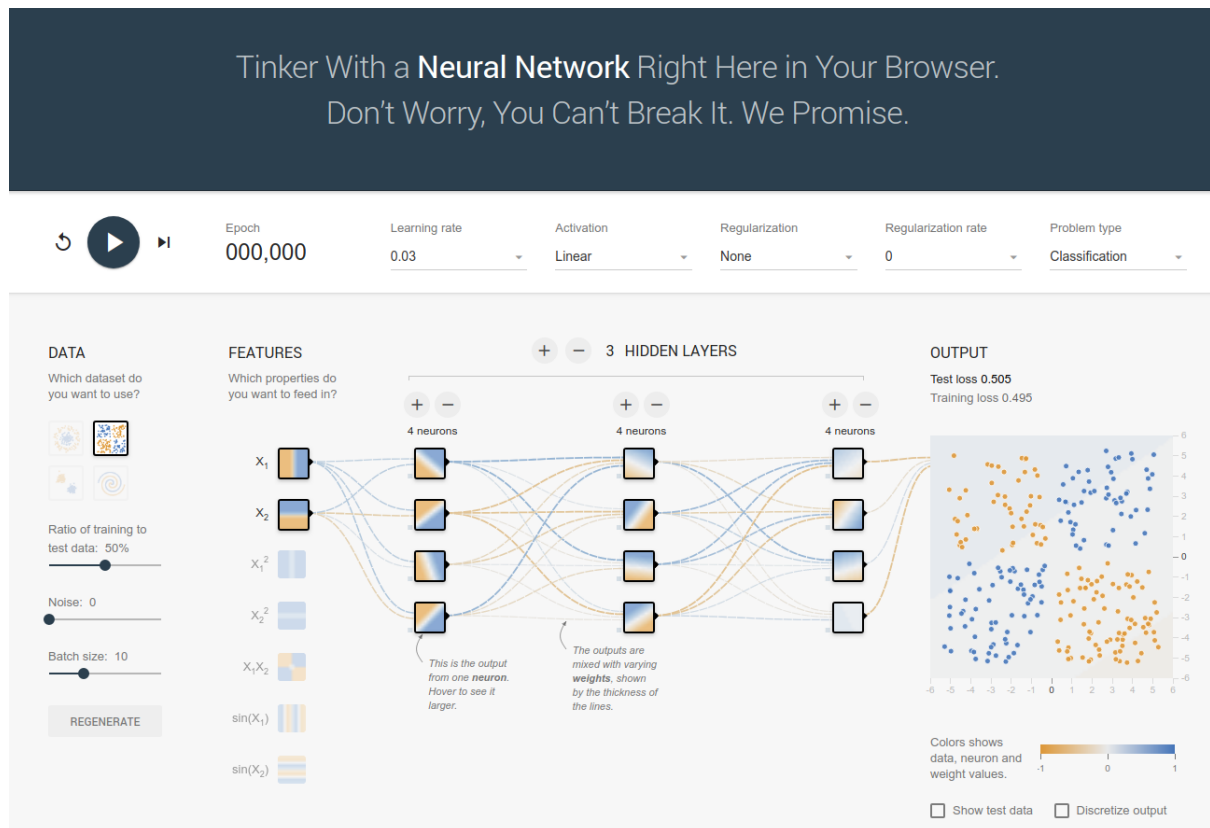 Tinker With a Neural Network Right Here in Your Browser.
Don't Worry, You Can't Break It. We Promise.
Epoch
000,000
Learning rate
0.03
Activation
Linear
Regularization
None
Regularization rate
0
Problem type
Classification
DATA
Which dataset do
you want to use?
Ratio of training to
test data: 50%
Noise: 0
Batch size: 10
REGENERATE
FEATURES
Which properties do
you want to feed in?
X1
X2
X1²
X2²
X1X2
sin(X1)
sin(X2)
+ − 3 HIDDEN LAYERS
+ − + − + −
4 neurons 4 neurons 4 neurons
This is the output
from one neuron.
Hover to see it
larger.
The outputs are
mixed with varying
weights, shown
by the thickness of
the lines.
OUTPUT
Test loss 0.505
Training loss 0.495
6
5
4
3
2
1
0
-1
-2
-3
-4
-5
-6
-6 -5 -4 -3 -2 -1 0 1 2 3 4 5 6
Colors shows
data, neuron and
weight values.
-1 0 1
Show test data Discretize output